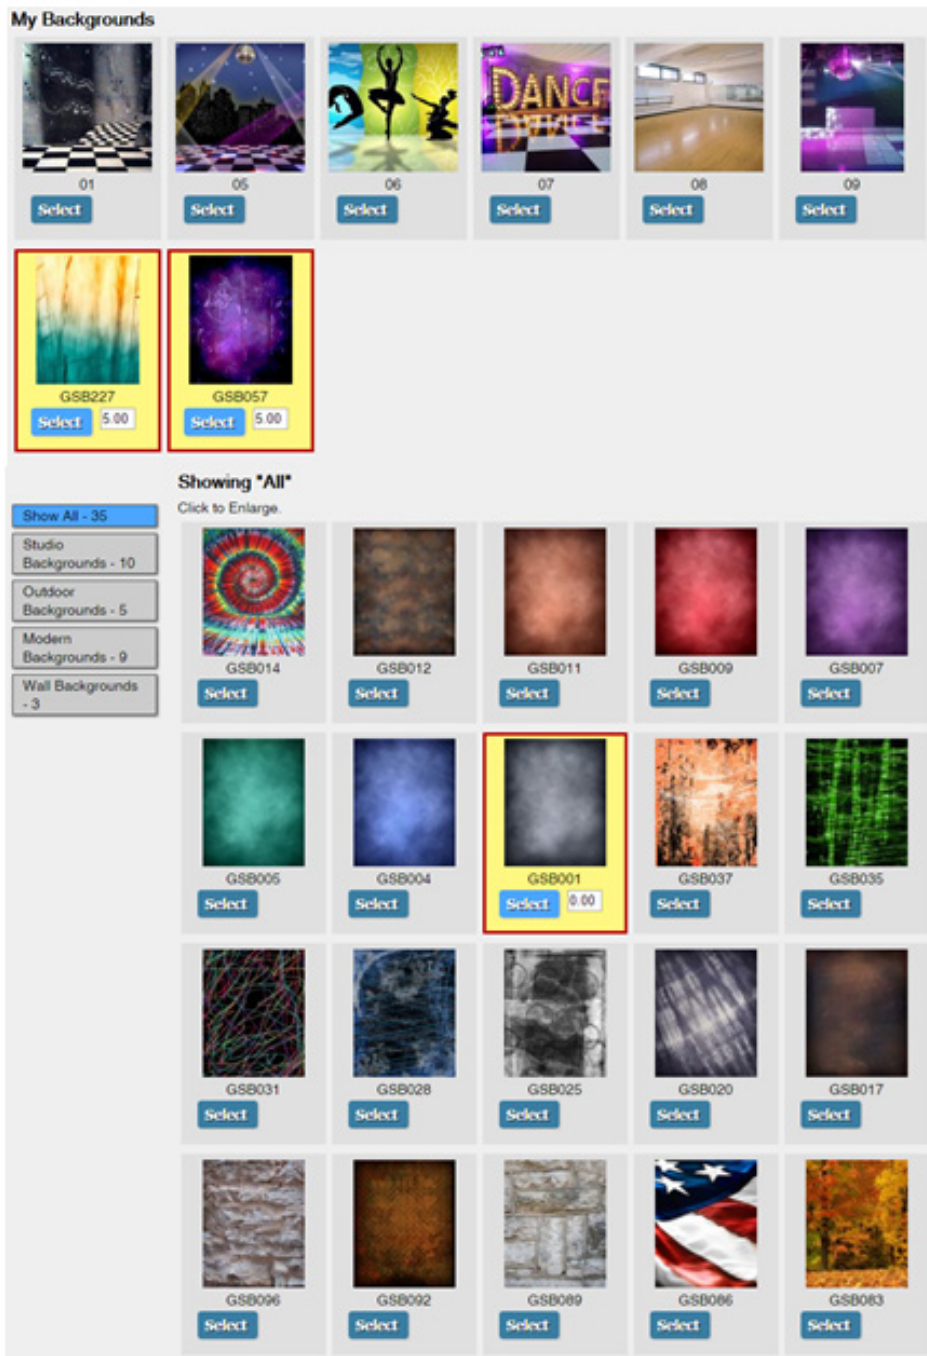 My Backgrounds
DANCE
01
05
06
07
08
09
Select
Select
Select
Select
Select
Select
GSB227
GSB057
Select 5.00
Select 5.00
Showing "All"
Click to Enlarge.
Show All - 35
Studio
Backgrounds - 10
Outdoor
Backgrounds - 5
Modern
Backgrounds - 9
Wall Backgrounds
- 3
GSB014
GSB012
GSB011
GSB009
GSB007
Select
Select
Select
Select
Select
GSB005
GSB004
GSB001
GSB037
GSB035
Select
Select
Select 0.00
Select
Select
GSB031
GSB028
GSB025
GSB020
GSB017
Select
Select
Select
Select
Select
GSB096
GSB092
GSB089
GSB086
GSB083
Select
Select
Select
Select
Select